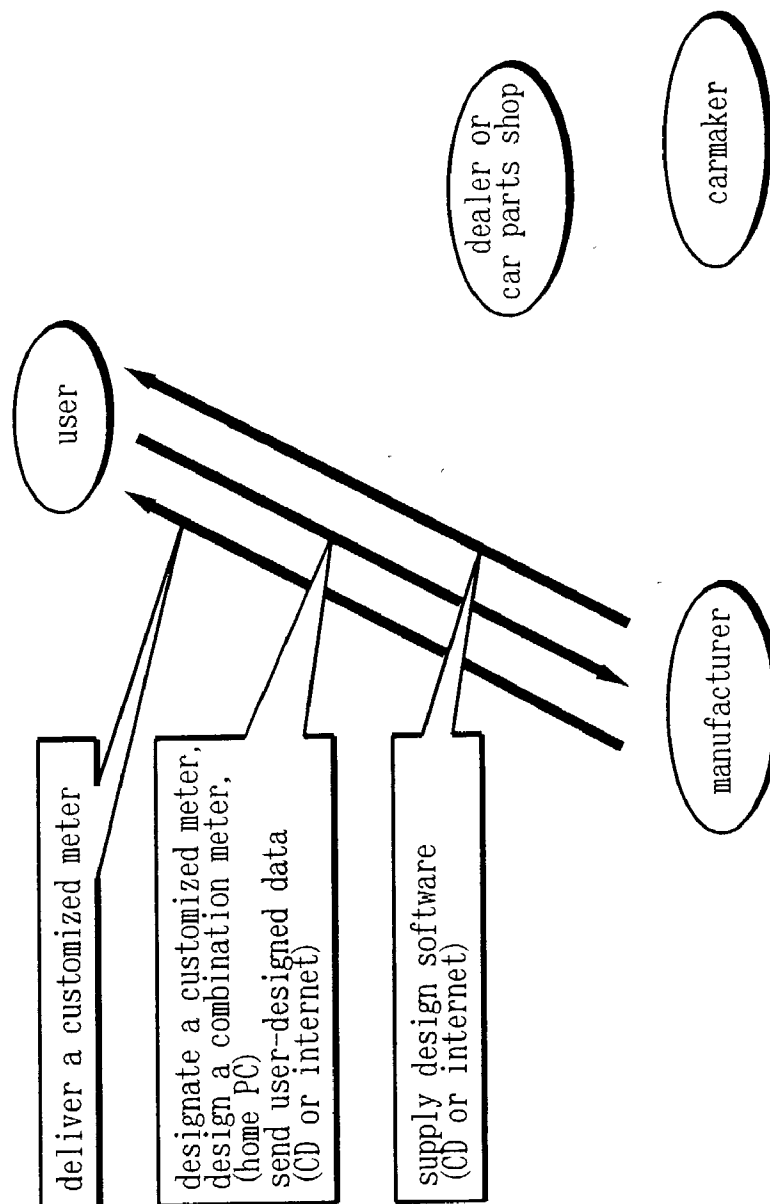 deliver a customized meter
designate a customized meter,
design a combination meter,
(home PC)
send user-designed data
(CD or internet)
supply design software
(CD or internet)
user
dealer or
car parts shop
manufacturer
carmaker